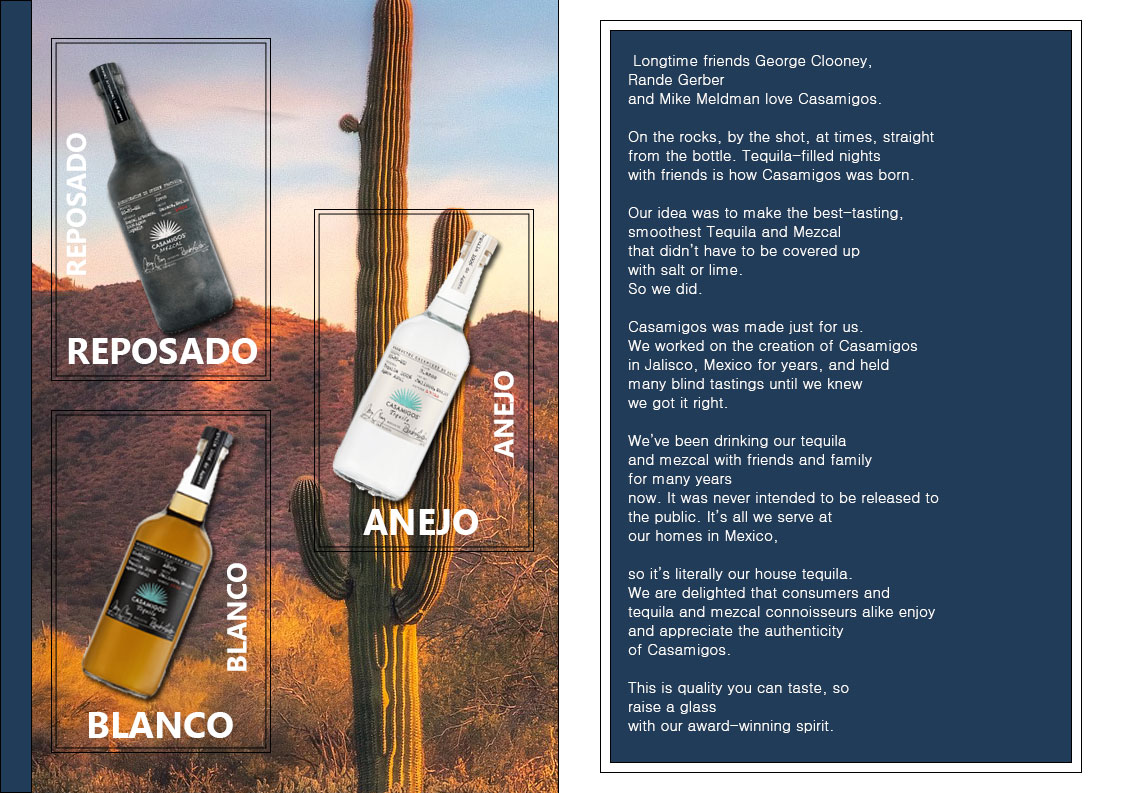 REPOSADO
CASAMIGOS
MEZCAL
REPOSADO
CASAMIGOS
Tequila
ANEJO
ANEJO
CASAMIGOS
Tequila
BLANCO
BLANCO
Longtime friends George Clooney,
Rande Gerber
and Mike Meldman love Casamigos.
On the rocks, by the shot, at times, straight
from the bottle. Tequila-filled nights
with friends is how Casamigos was born.
Our idea was to make the best-tasting,
smoothest Tequila and Mezcal
that didn't have to be covered up
with salt or lime.
So we did.
Casamigos was made just for us.
We worked on the creation of Casamigos
in Jalisco, Mexico for years, and held
many blind tastings until we knew
we got it right.
We've been drinking our tequila
and mezcal with friends and family
for many years
now. It was never intended to be released to
the public. It's all we serve at
our homes in Mexico,
so it's literally our house tequila.
We are delighted that consumers and
tequila and mezcal connoisseurs alike enjoy
and appreciate the authenticity
of Casamigos.
This is quality you can taste, so
raise a glass
with our award-winning spirit.